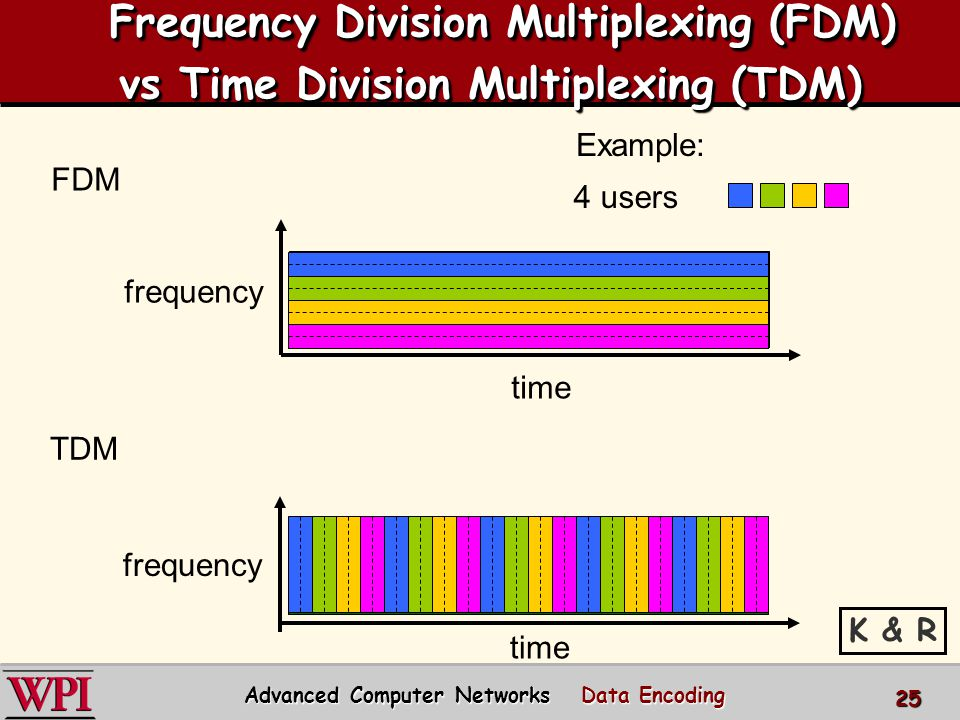 Frequency Division Multiplexing (FDM)
vs Time Division Multiplexing (TDM)
Example:
FDM
4 users
frequency
time
TDM
frequency
time
K & R
WPI
Advanced Computer Networks Data Encoding
25